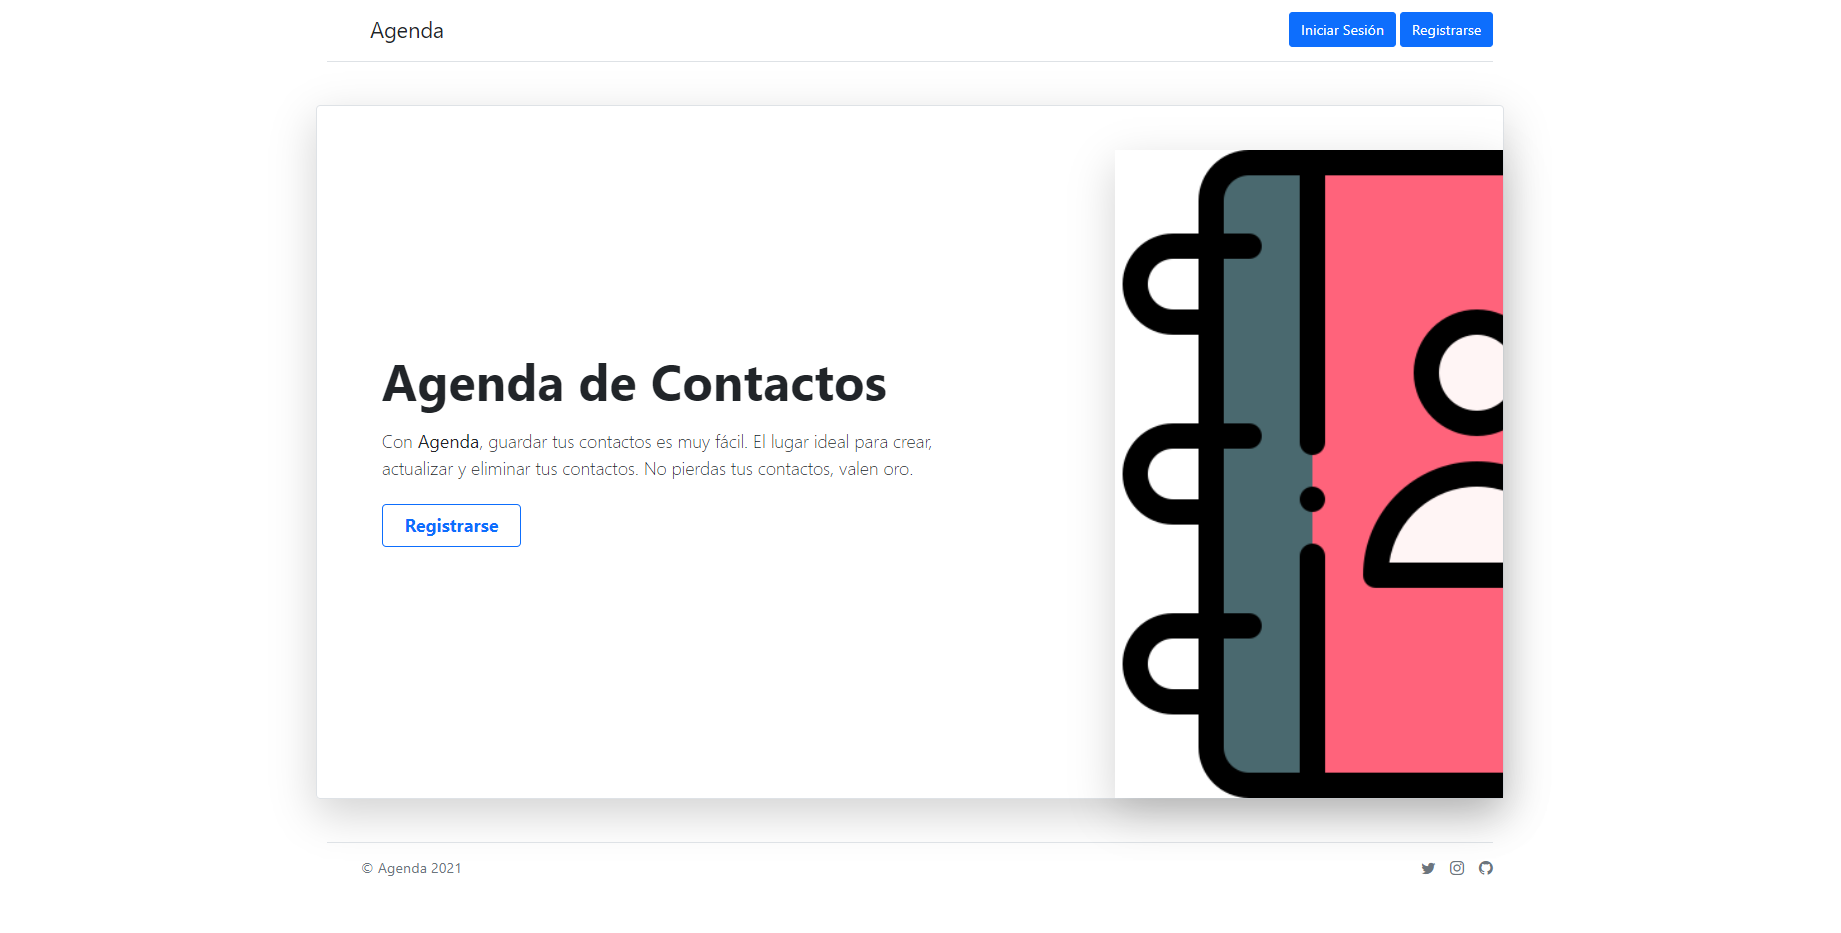 Agenda
Iniciar Sesión
Registrarse
Agenda de Contactos
Con Agenda, guardar tus contactos es muy fácil. El lugar ideal para crear,
actualizar y eliminar tus contactos. No pierdas tus contactos, valen oro.
Registrarse
© Agenda 2021